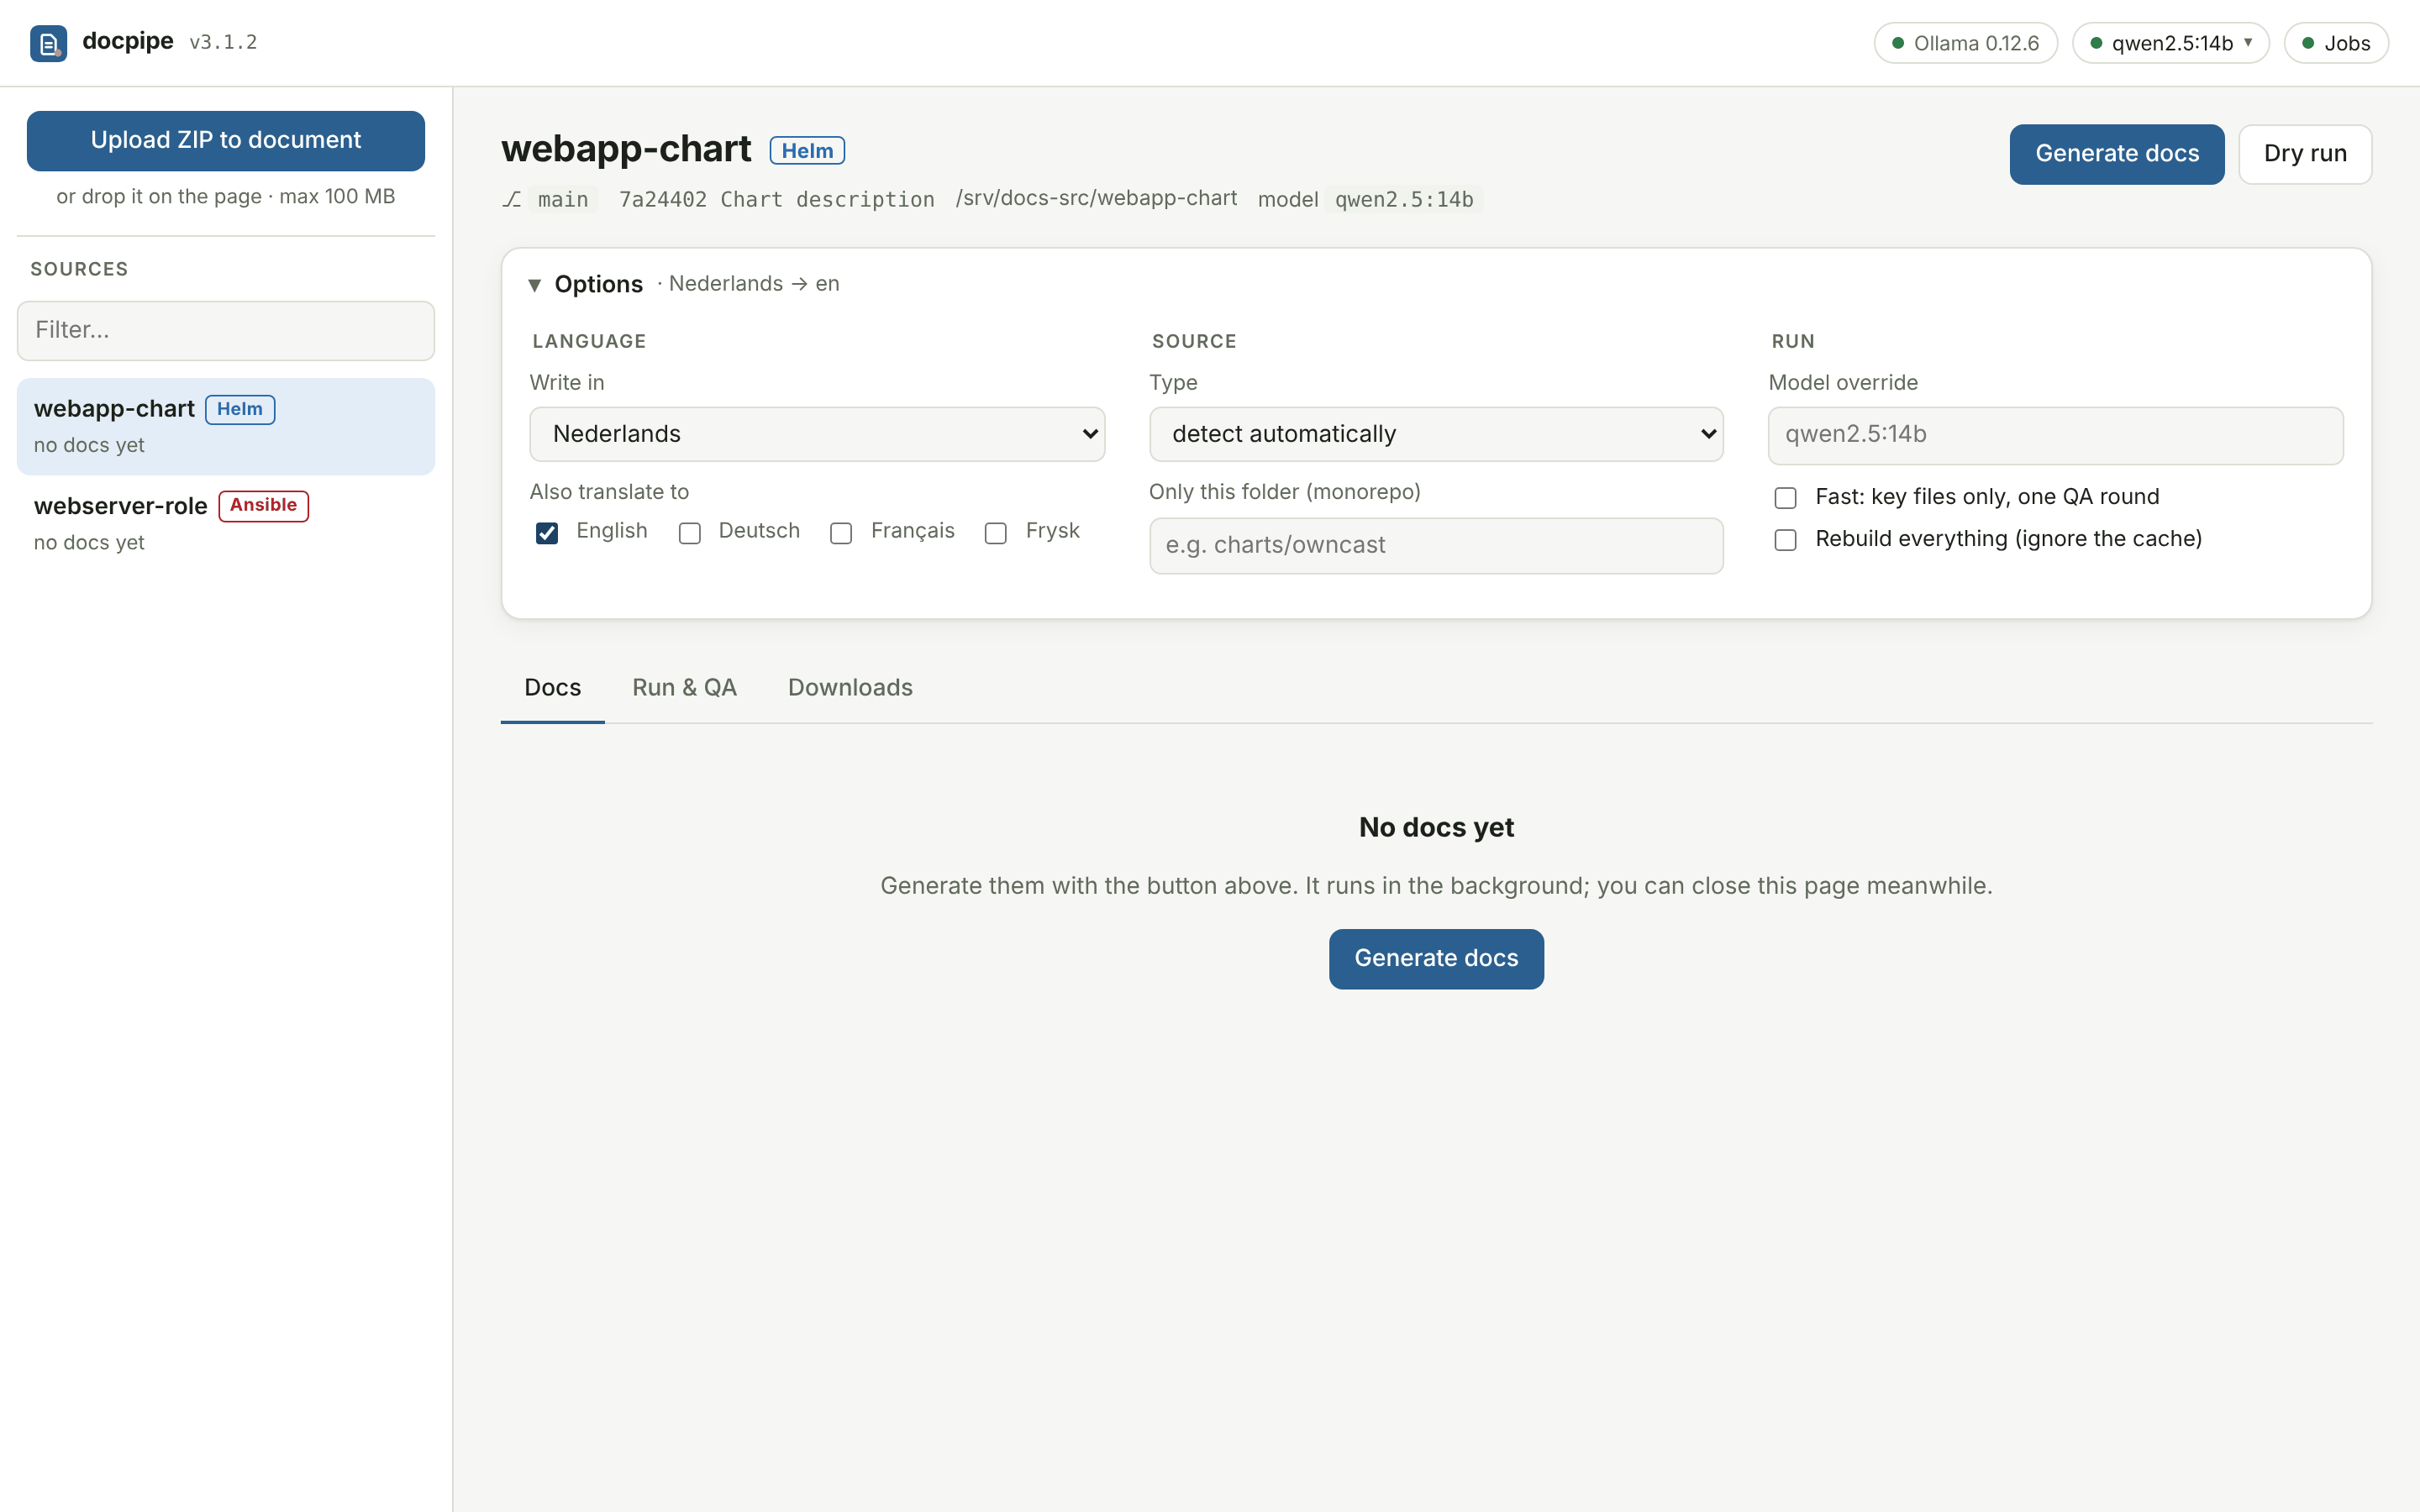 docpipe v3.1.2
Ollama 0.12.6
qwen2.5:14b ▾
Jobs
Upload ZIP to document
or drop it on the page · max 100 MB
SOURCES
Filter...
webapp-chart Helm
no docs yet
webserver-role Ansible
no docs yet
webapp-chart Helm
Generate docs
Dry run
⎇ main 7a24402 Chart description /srv/docs-src/webapp-chart model qwen2.5:14b
▼ Options · Nederlands → en
LANGUAGE
Write in
Nederlands
Also translate to
English Deutsch Français Frysk
SOURCE
Type
detect automatically
Only this folder (monorepo)
e.g. charts/owncast
RUN
Model override
qwen2.5:14b
Fast: key files only, one QA round
Rebuild everything (ignore the cache)
Docs Run & QA Downloads
No docs yet
Generate them with the button above. It runs in the background; you can close this page meanwhile.
Generate docs